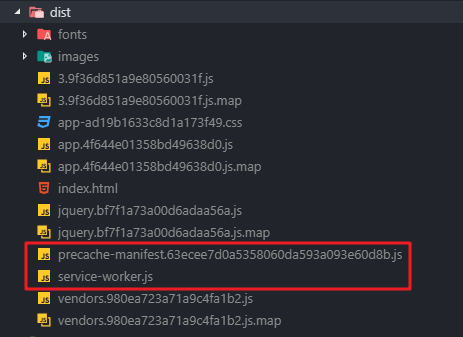 dist
fonts
images
3.9f36d851a9e80560031f.js
3.9f36d851a9e80560031f.js.map
app-ad19b1633c8d1a173f49.css
app.4f644e01358bd49638d0.js
app.4f644e01358bd49638d0.js.map
index.html
jquery.bf7f1a73a00d6adaa56a.js
jquery.bf7f1a73a00d6adaa56a.js.map
precache-manifest.63ecee7d0a5358060da593a093e60d8b.js
service-worker.js
vendors.980ea723a71a9c4fa1b2.js
vendors.980ea723a71a9c4fa1b2.js.map